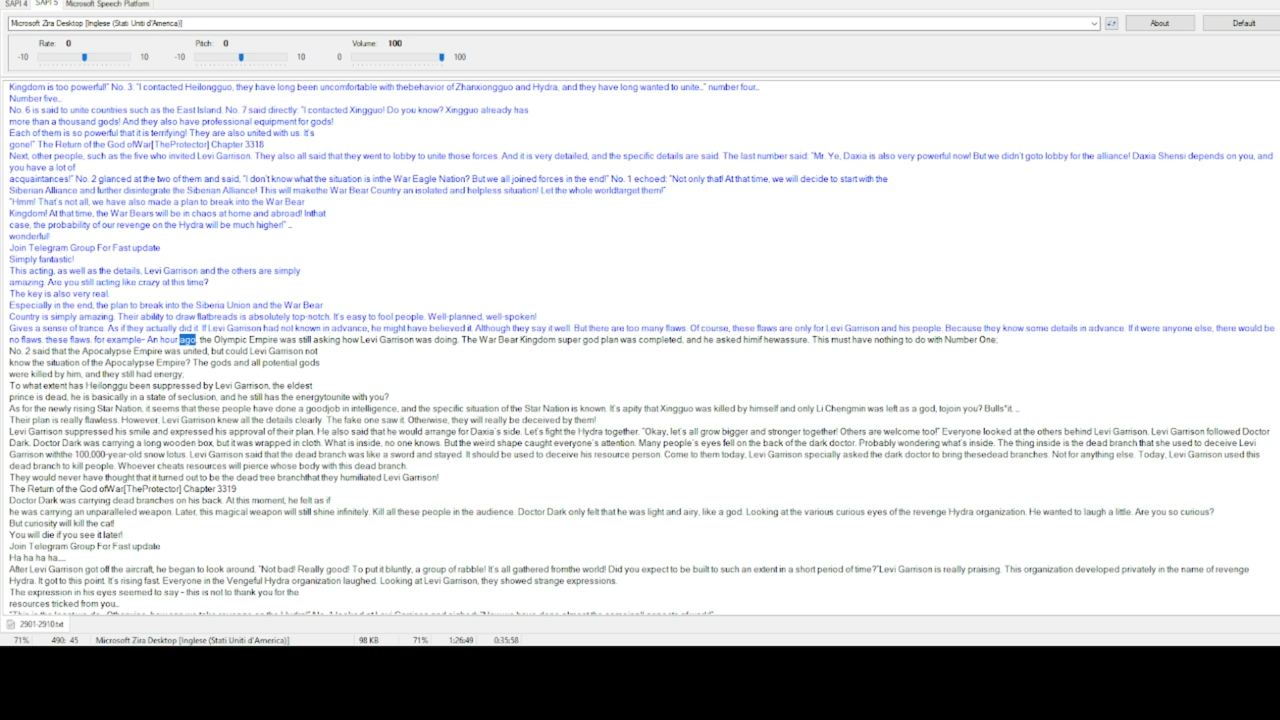 SAPI 4 SAPI 5 Microsoft Speech Platform
Microsoft Zira Desktop [Inglese (Stati Uniti d'America)]
About
Default
Rate: 0 Pitch: 0 Volume: 100
-10 10 -10 10 0 100
Kingdom is too powerful!" No. 3: "I contacted Heilongguo, they have long been uncomfortable with thebehavior of Zhanxiongguo and Hydra, and they have long wanted to unite..." number four..
Number five...
No. 6 is said to unite countries such as the East Island. No. 7 said directly: "I contacted Xingguo! Do you know? Xingguo already has
more than a thousand gods! And they also have professional equipment for gods!
Each of them is so powerful that it is terrifying! They are also united with us. It's
gone!" The Return of the God ofWar[TheProtector] Chapter 3318
Next, other people, such as the five who invited Levi Garrison. They also all said that they went to lobby to unite those forces. And it is very detailed, and the specific details are said. The last number said: "Mr. Ye, Daxia is also very powerful now! But we didn't goto lobby for the alliance! Daxia Shensi depends on you, and
you have a lot of
acquaintances!" No. 2 glanced at the two of them and said, "I don't know what the situation is inthe War Eagle Nation? But we all joined forces in the end!" No. 1 echoed: "Not only that! At that time, we will decide to start with the
Siberian Alliance and further disintegrate the Siberian Alliance! This will makethe War Bear Country an isolated and helpless situation! Let the whole worldtarget them!"
"Hmm! That's not all, we have also made a plan to break into the War Bear
Kingdom! At that time, the War Bears will be in chaos at home and abroad! Inthat
case, the probability of our revenge on the Hydra will be much higher!" ..
wonderful!
Join Telegram Group For Fast update
Simply fantastic!
This acting, as well as the details, Levi Garrison and the others are simply
amazing. Are you still acting like crazy at this time?
The key is also very real.
Especially in the end, the plan to break into the Siberia Union and the War Bear
Country is simply amazing. Their ability to draw flatbreads is absolutely top-notch. It's easy to fool people. Well-planned, well-spoken!
Gives a sense of trance. As if they actually did it. If Levi Garrison had not known in advance, he might have believed it. Although they say it well. But there are too many flaws. Of course, these flaws are only for Levi Garrison and his people. Because they know some details in advance. If it were anyone else, there would be
no flaws. these flaws. for example- An hour ago, the Olympic Empire was still asking how Levi Garrison was doing. The War Bear Kingdom super god plan was completed, and he asked himif hewassure. This must have nothing to do with Number One:
No. 2 said that the Apocalypse Empire was united, but could Levi Garrison not
know the situation of the Apocalypse Empire? The gods and all potential gods
were killed by him, and they still had energy;
To what extent has Heilonggu been suppressed by Levi Garrison, the eldest
prince is dead, he is basically in a state of seclusion, and he still has the energytounite with you?
As for the newly rising Star Nation, it seems that these people have done a goodjob in intelligence, and the specific situation of the Star Nation is known. It's apity that Xingguo was killed by himself and only Li Chengmin was left as a god, tojoin you? Bulls*it. ..
Their plan is really flawless. However, Levi Garrison knew all the details clearly. The fake one saw it. Otherwise, they will really be deceived by them!
Levi Garrison suppressed his smile and expressed his approval of their plan. He also said that he would arrange for Daxia's side. Let's fight the Hydra together. "Okay, let's all grow bigger and stronger together! Others are welcome too!" Everyone looked at the others behind Levi Garrison. Levi Garrison followed Doctor
Dark. Doctor Dark was carrying a long wooden box, but it was wrapped in cloth. What is inside, no one knows. But the weird shape caught everyone's attention. Many people's eyes fell on the back of the dark doctor. Probably wondering what's inside. The thing inside is the dead branch that she used to deceive Levi
Garrison withthe 100,000-year-old snow lotus. Levi Garrison said that the dead branch was like a sword and stayed. It should be used to deceive his resource person. Come to them today, Levi Garrison specially asked the dark doctor to bring thesedead branches. Not for anything else. Today, Levi Garrison used this
dead branch to kill people. Whoever cheats resources will pierce whose body with this dead branch.
They would never have thought that it turned out to be the dead tree branchthat they humiliated Levi Garrison!
The Return of the God ofWar[TheProtector] Chapter 3319
Doctor Dark was carrying dead branches on his back. At this moment, he felt as if
he was carrying an unparalleled weapon. Later, this magical weapon will still shine infinitely. Kill all these people in the audience. Doctor Dark only felt that he was light and airy, like a god. Looking at the various curious eyes of the revenge Hydra organization. He wanted to laugh a little. Are you so curious?
But curiosity will kill the cat!
You will die if you see it later!
Join Telegram Group For Fast update
Ha ha ha ha....
After Levi Garrison got off the aircraft, he began to look around. "Not bad! Really good! To put it bluntly, a group of rabble! It's all gathered fromthe world! Did you expect to be built to such an extent in a short period of time?"Levi Garrison is really praising. This organization developed privately in the name of revenge
Hydra. It got to this point. It's rising fast. Everyone in the Vengeful Hydra organization laughed. Looking at Levi Garrison, they showed strange expressions.
The expression in his eyes seemed to say - this is not to thank you for the
resources tricked from you..
2901-2910.txt
71% 490: 45 Microsoft Zira Desktop [Inglese (Stati Uniti d'America)] 98 KB 71% 1:26:49 0:35:58